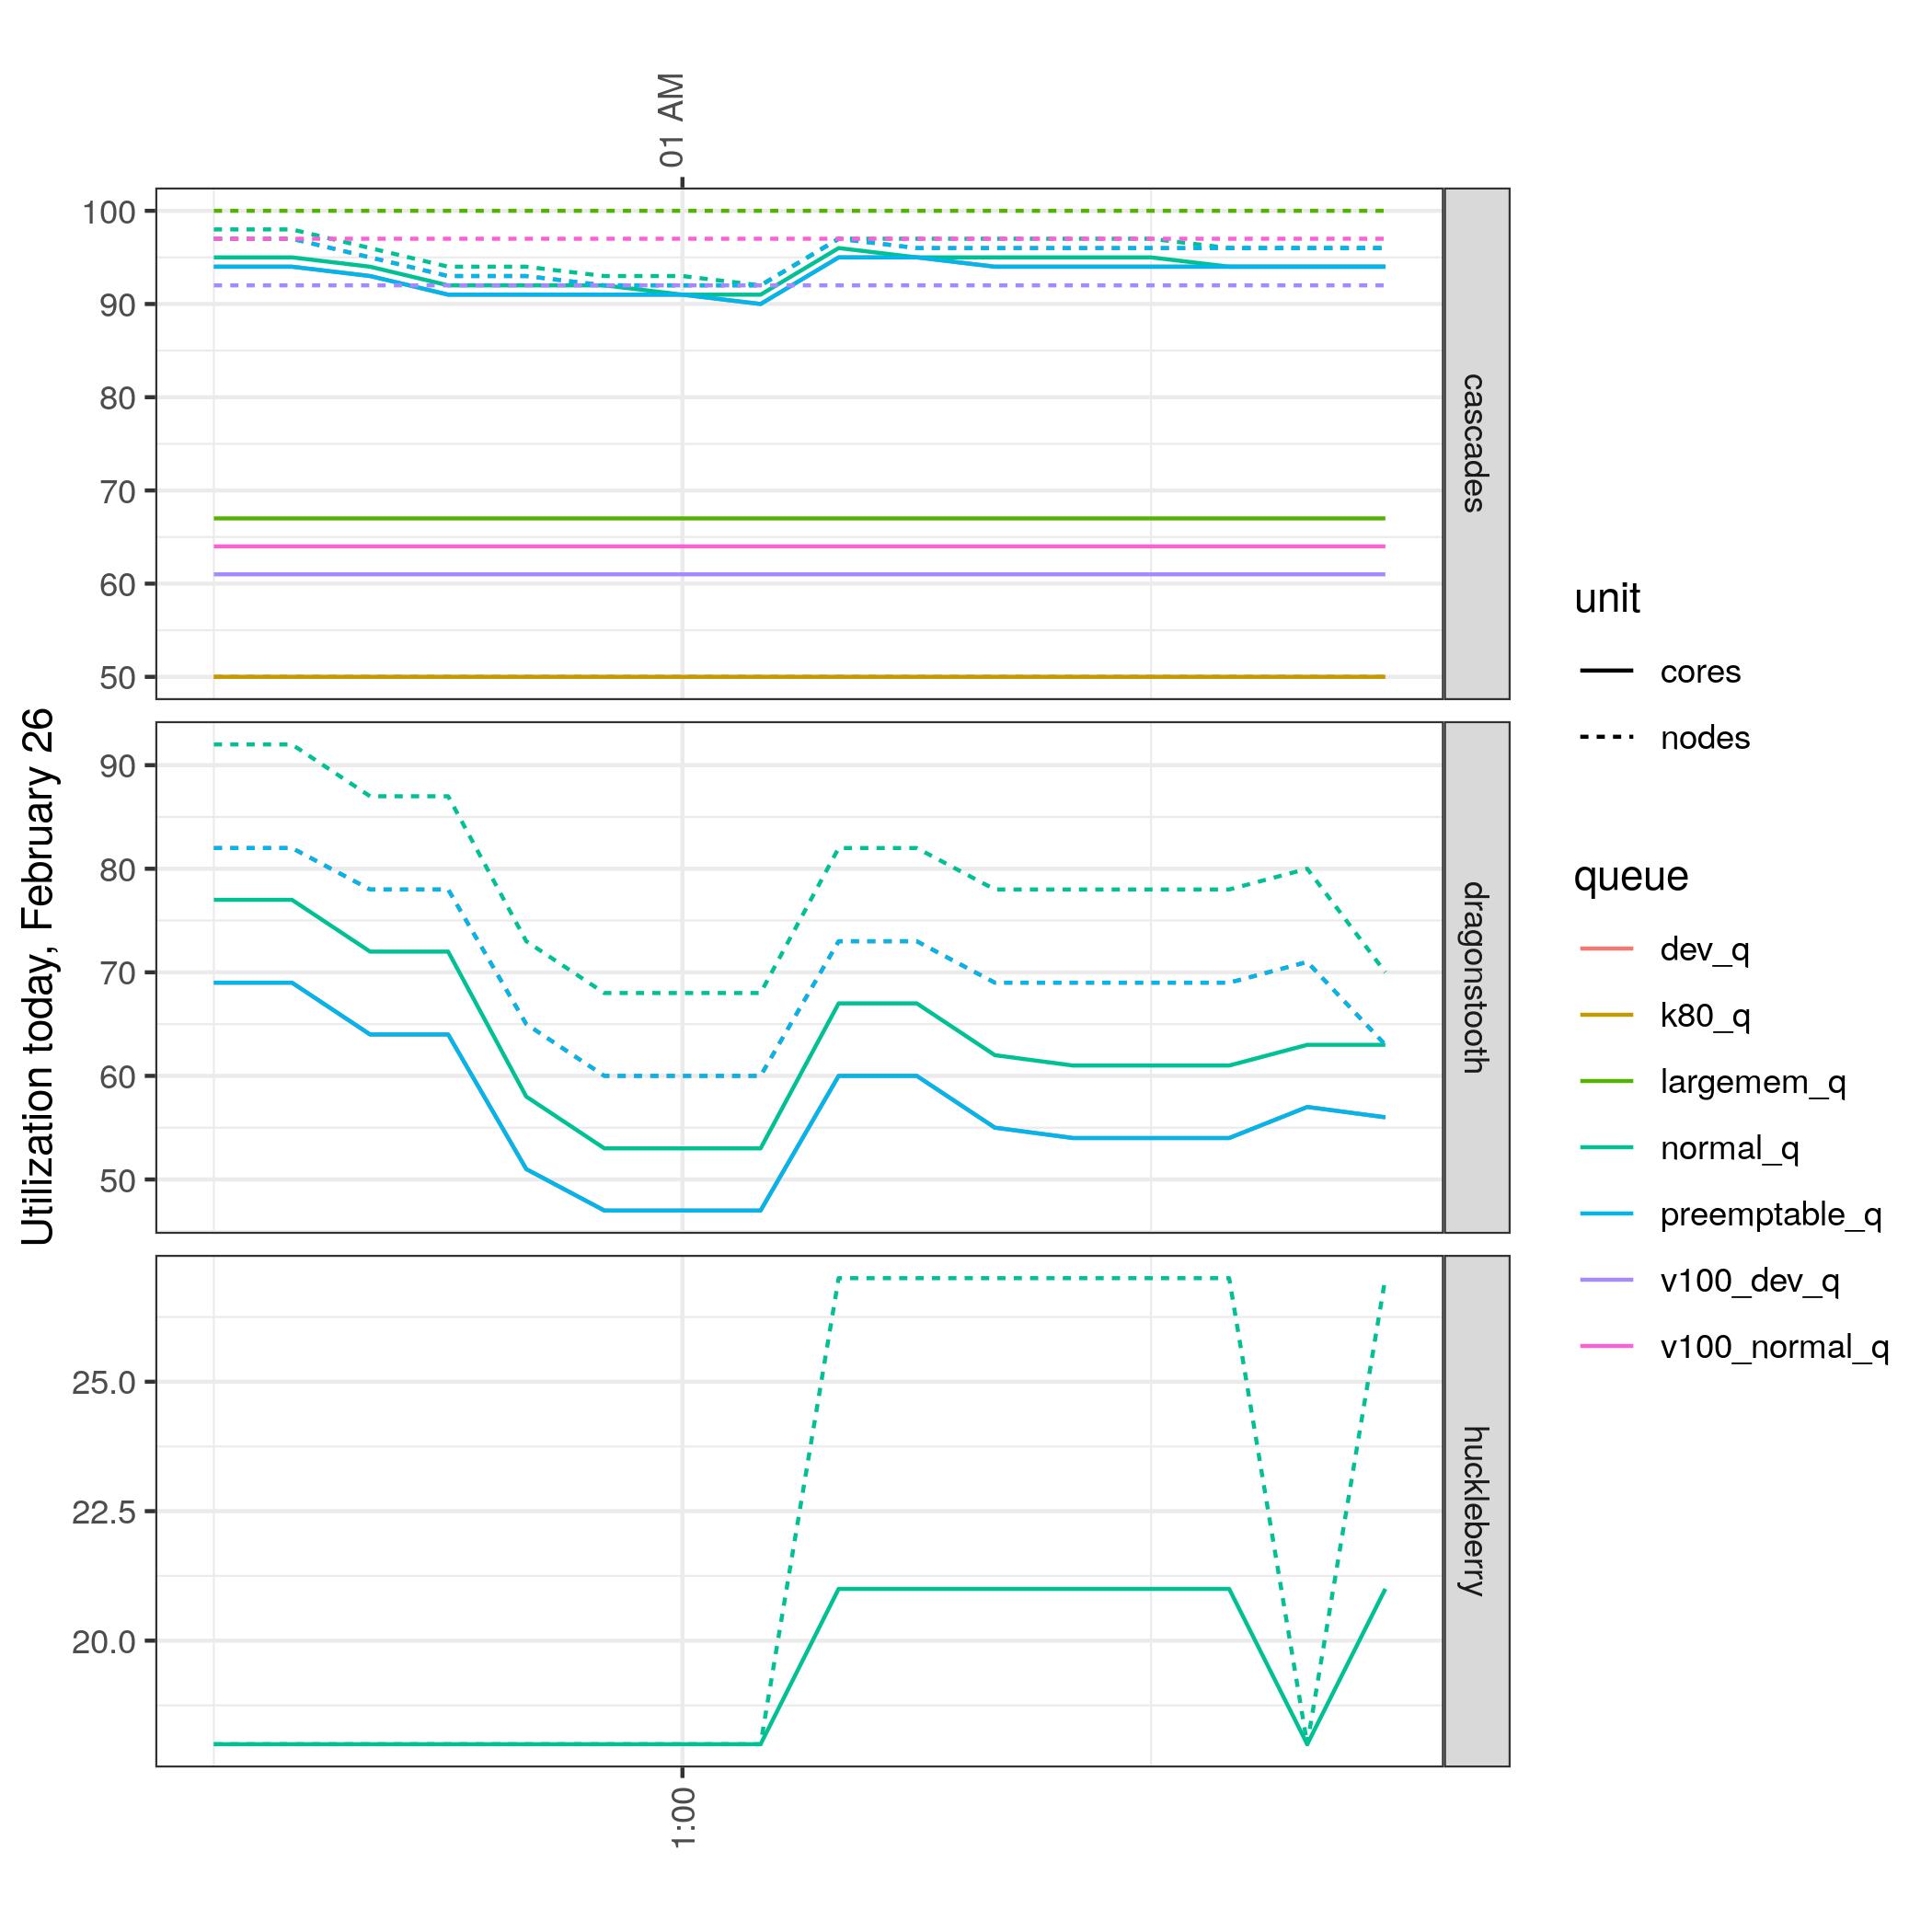 01 AM
100
90
80
70
60
50
cascades
90
80
70
60
50
dragonstooth
25.0
22.5
20.0
huckleberry
1:00
Utilization today, February 26
unit
cores
nodes
queue
dev_q
k80_q
largemem_q
normal_q
preemptable_q
v100_dev_q
v100_normal_q